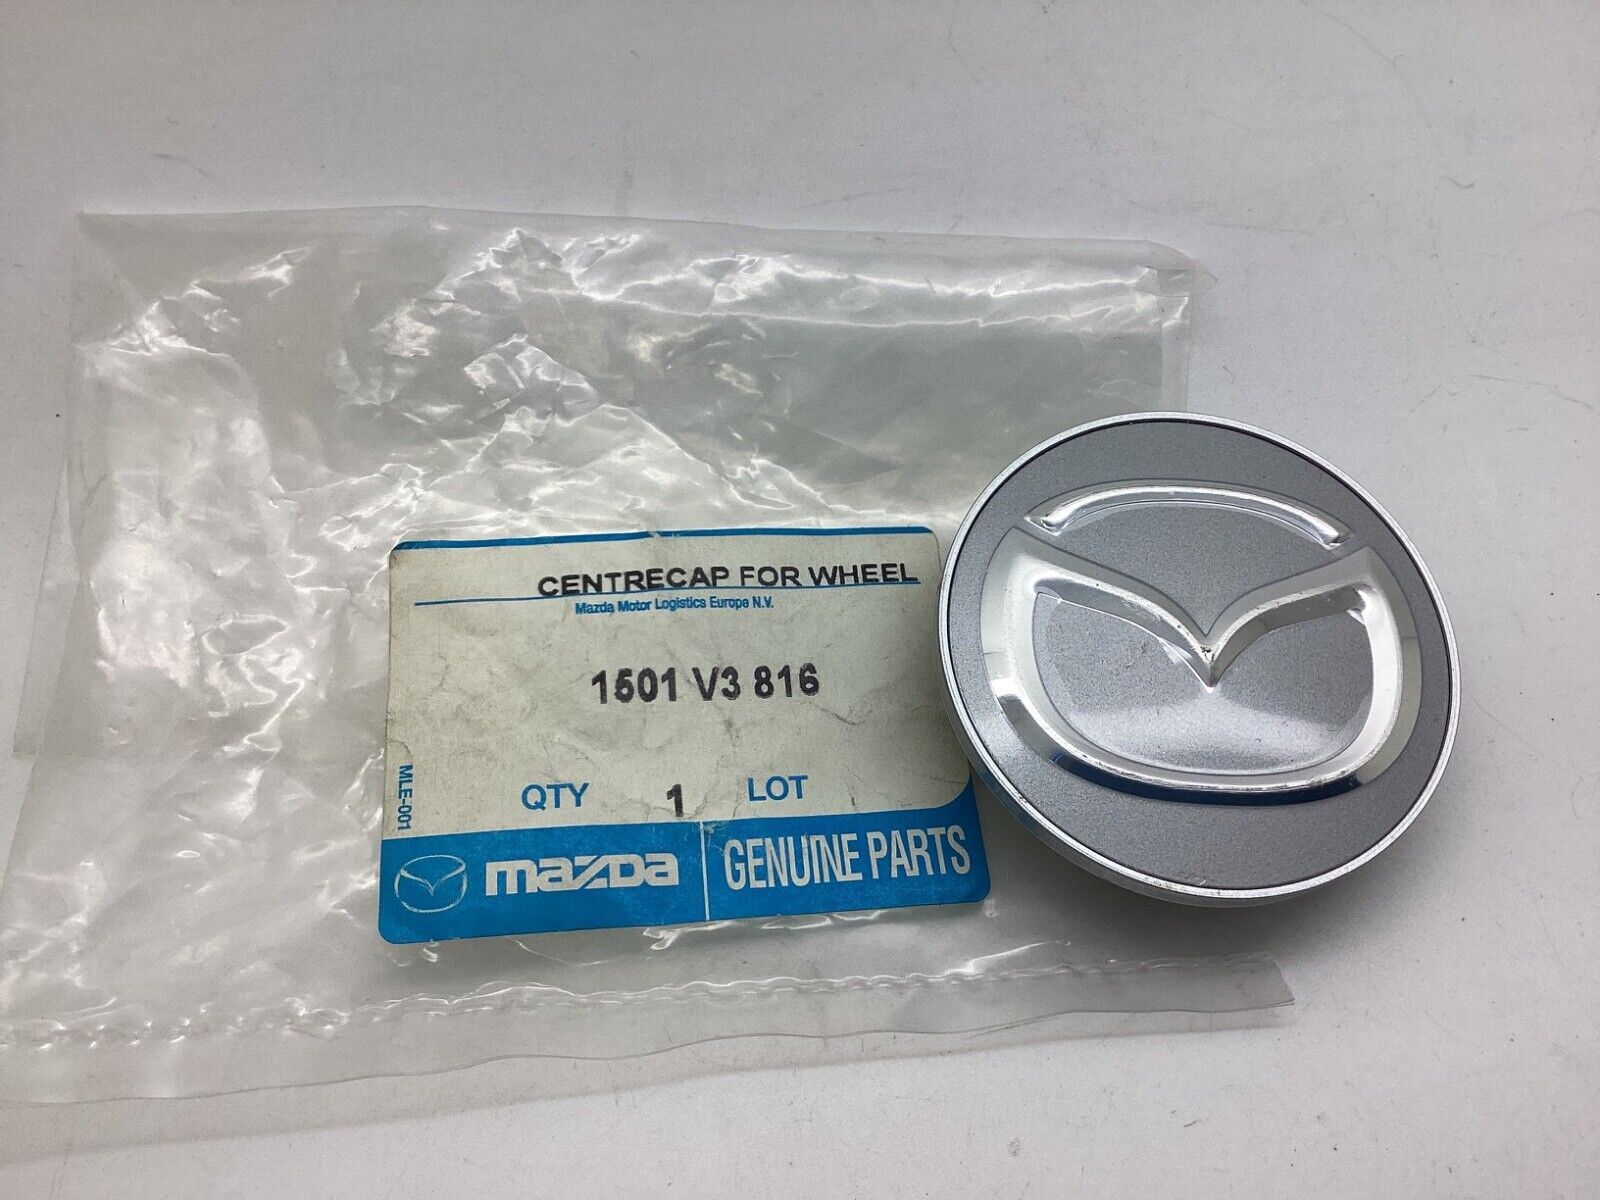 CENTRECAP FOR WHEEL
Mazda Motor Logistics Europe N.V.
1501 V3 816
QTY 1 LOT
MLE-001
mazda GENUINE PARTS